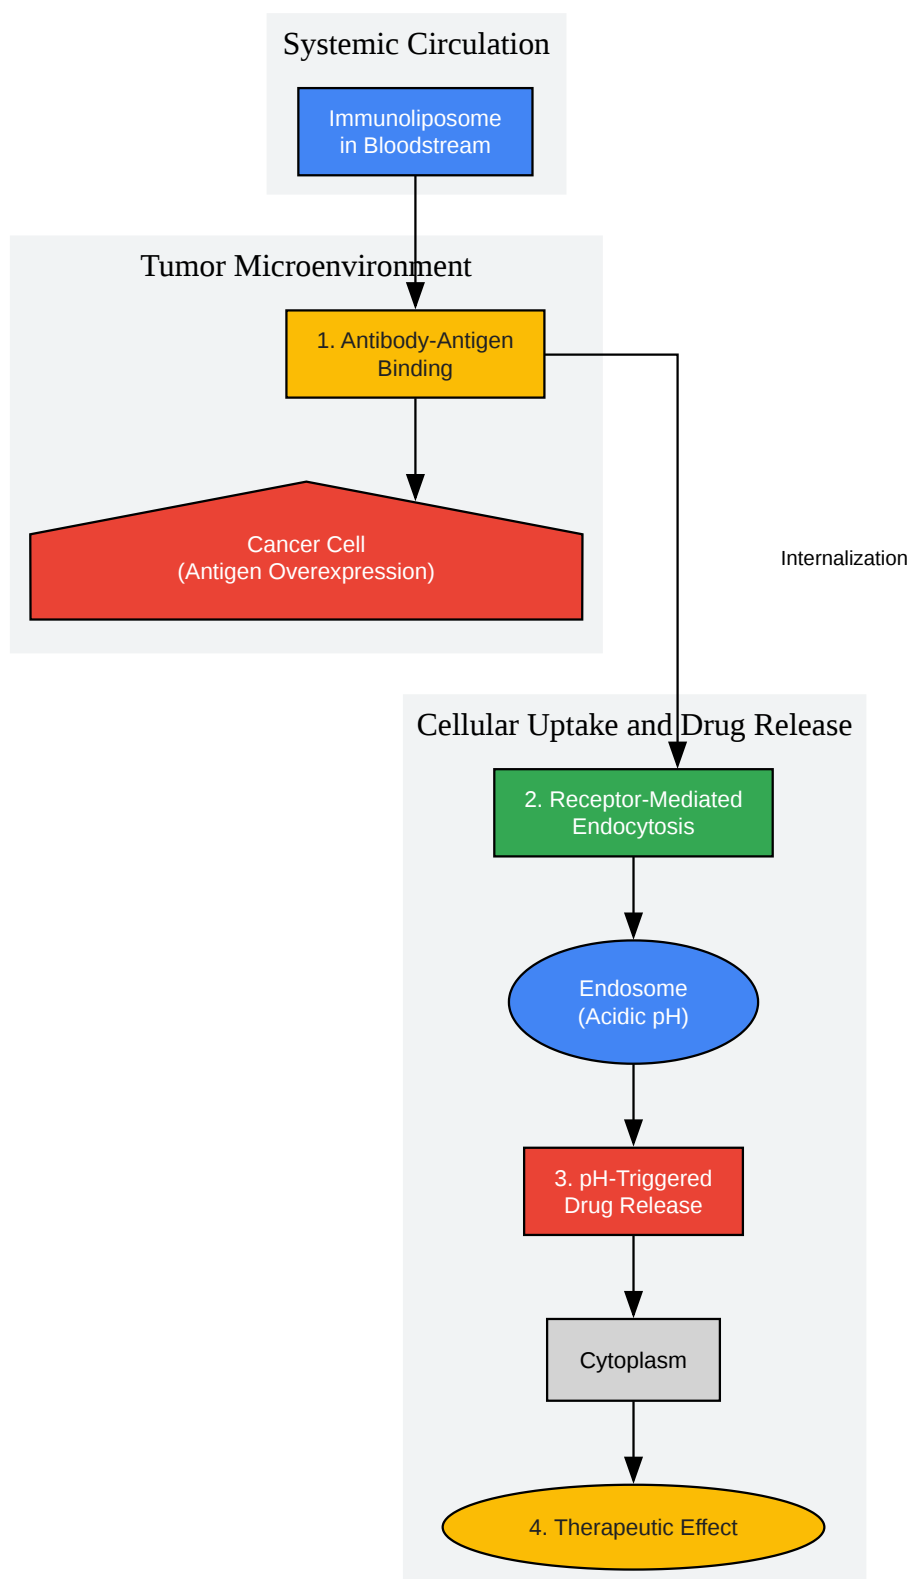 Systemic Circulation
Immunoliposome
in Bloodstream
Tumor Microenvironment
1. Antibody-Antigen
Binding
Cancer Cell
(Antigen Overexpression)
Internalization
Cellular Uptake and Drug Release
2. Receptor-Mediated
Endocytosis
Endosome
(Acidic pH)
3. pH-Triggered
Drug Release
Cytoplasm
4. Therapeutic Effect